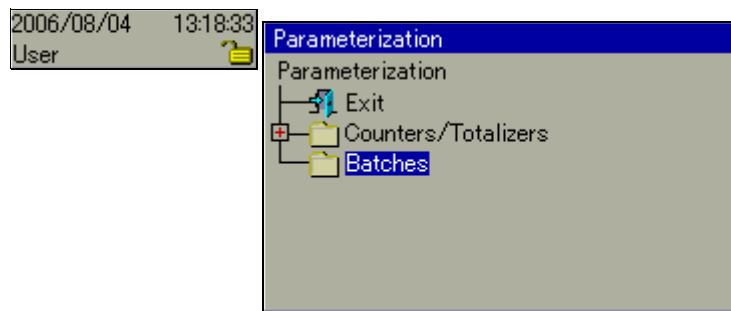 2006/08/04 13:18:33
User
Parameterization
Parameterization
Exit
Counters/Totalizers
Batches